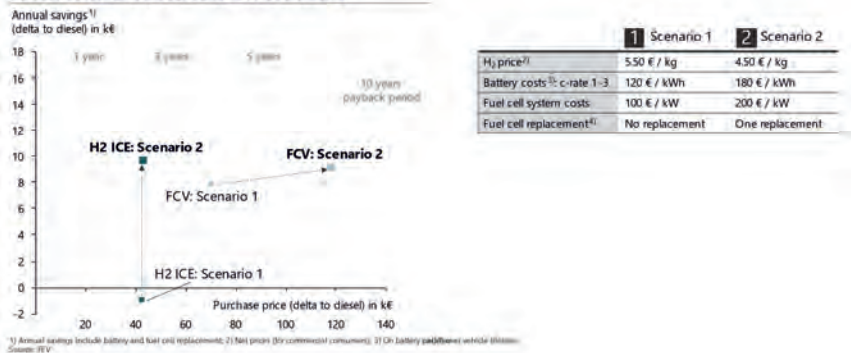 Annual savings 1)
(delta to diesel) in k€
18
16
14
12
10
8
6
4
2
0
-2
1 year
5 years
10 years
payback period
H2 ICE: Scenario 2
FCV: Scenario 2
FCV: Scenario 1
H2 ICE: Scenario 1
Purchase price (delta to diesel) in k€
20 40 60 80 100 120 140
1 Scenario 1 2 Scenario 2
H₂ price2) 5.50 € / kg 4.50 € / kg
Battery costs 3): c-rate 1-3 120 € / kWh 180 € / kWh
Fuel cell system costs 100 € / kW 200 € / kW
Fuel cell replacement4) No replacement One replacement
1) Annual savings include battery and fuel cell replacement; 2) Net prices (for commercial consumers); 3) On battery vehicle
Source: FEV